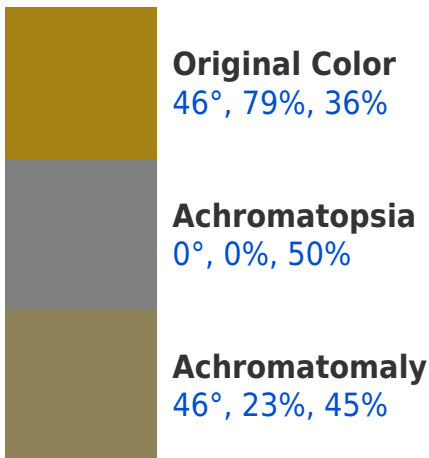 Original Color
46°, 79%, 36%
Achromatopsia
0°, 0%, 50%
Achromatomaly
46°, 23%, 45%